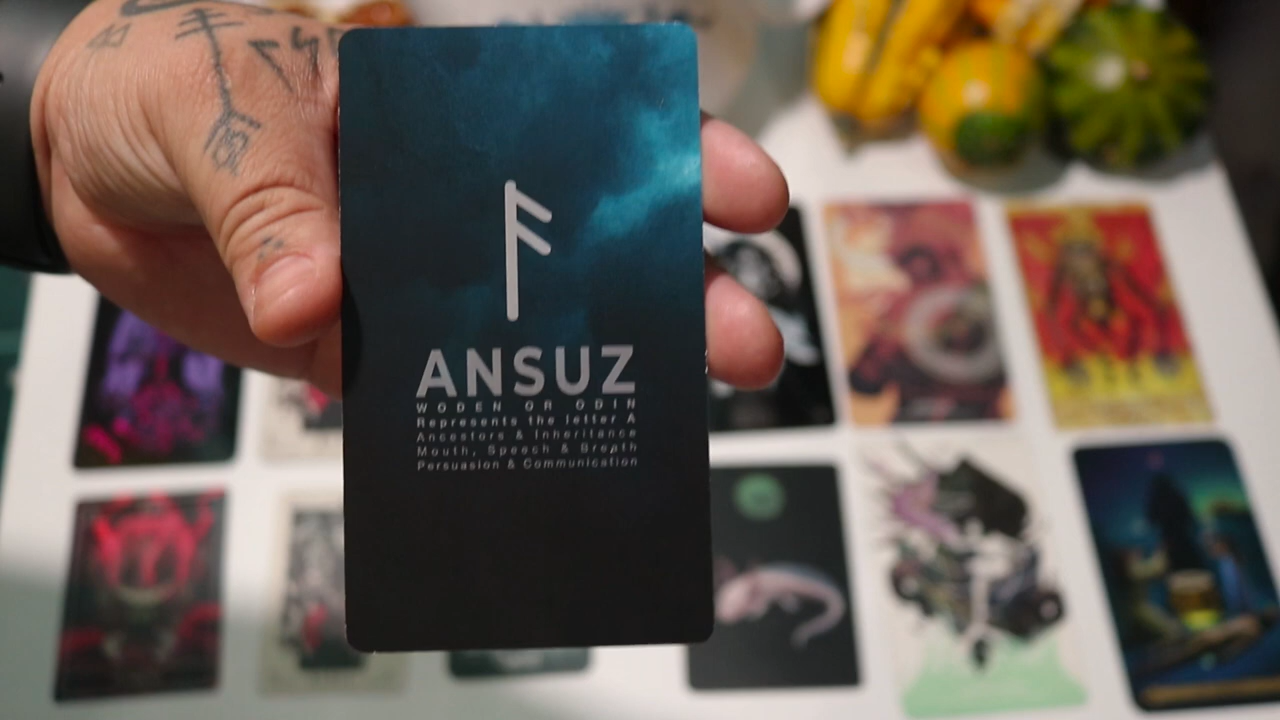 ᚨ
ANSUZ
WODEN OR ODIN
Represents the letter A
Ancestors & Inheritance
Mouth, Speech & Breath
Persuasion & Communication